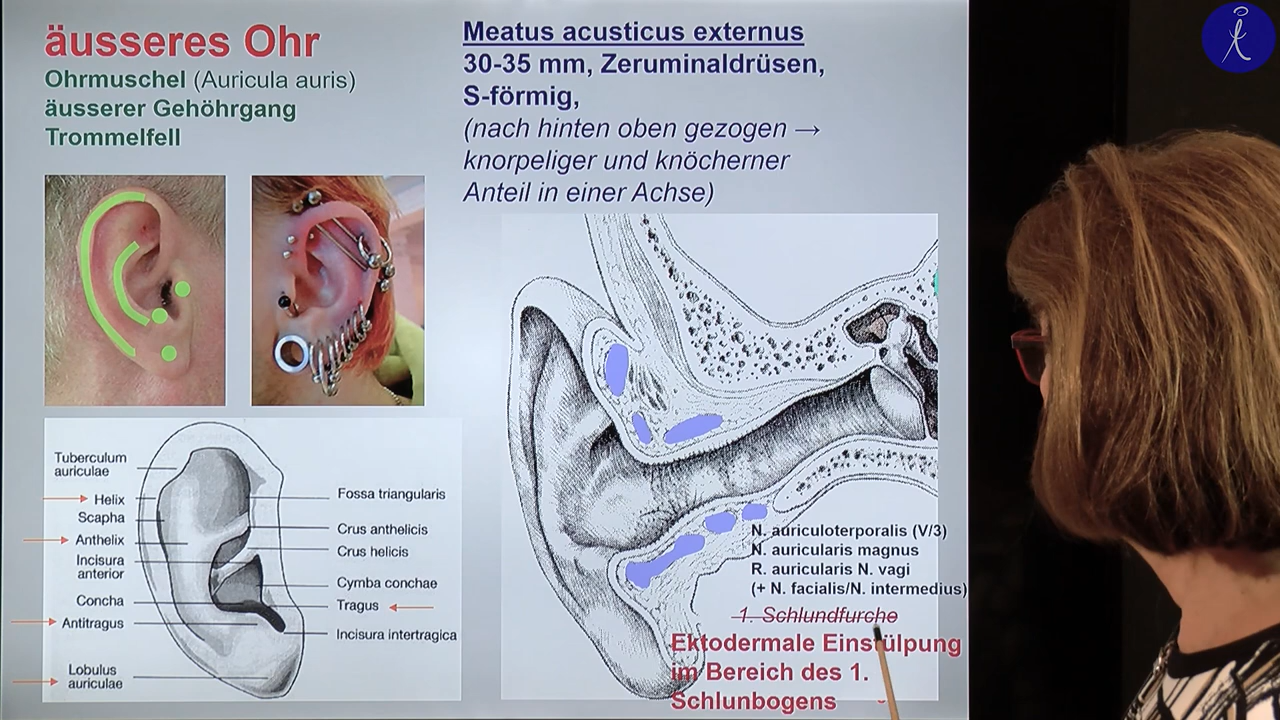 äusseres Ohr
Ohrmuschel (Auricula auris)
äusserer Gehöhrgang
Trommelfell
Meatus acusticus externus
30-35 mm, Zeruminaldrüsen,
S-förmig,
(nach hinten oben gezogen →
knorpeliger und knöcherner
Anteil in einer Achse)
Tuberculum
auriculae
Helix
Scapha
Anthelix
Incisura
anterior
Concha
Antitragus
Lobulus
auriculae
Fossa triangularis
Crus anthelicis
Crus helicis
Cymba conchae
Tragus
Incisura intertragica
N. auriculoterporalis (V/3)
N. auricularis magnus
R. auricularis N. vagi
(+ N. facialis/N. intermedius)
1. Schlundfurche
Ektodermale Einstülpung
im Bereich des 1.
Schlunbogens